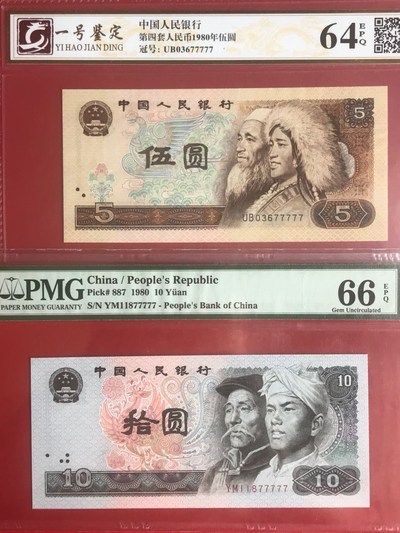 一号鉴定
YI HAO JIAN DING
中国人民银行
第四套人民币1980年伍圆
冠号: UB03677777
64 EPQ
中国人民银行
5
伍圆
UB03677777
5
5
PMG
PAPER MONEY GUARANTY
China / People's Republic
Pick# 887 1980 10 Yüan
S/N YM11877777 - People's Bank of China
66 EPQ
Gem Uncirculated
中国人民银行
10
拾圆
YM11877777
10
10